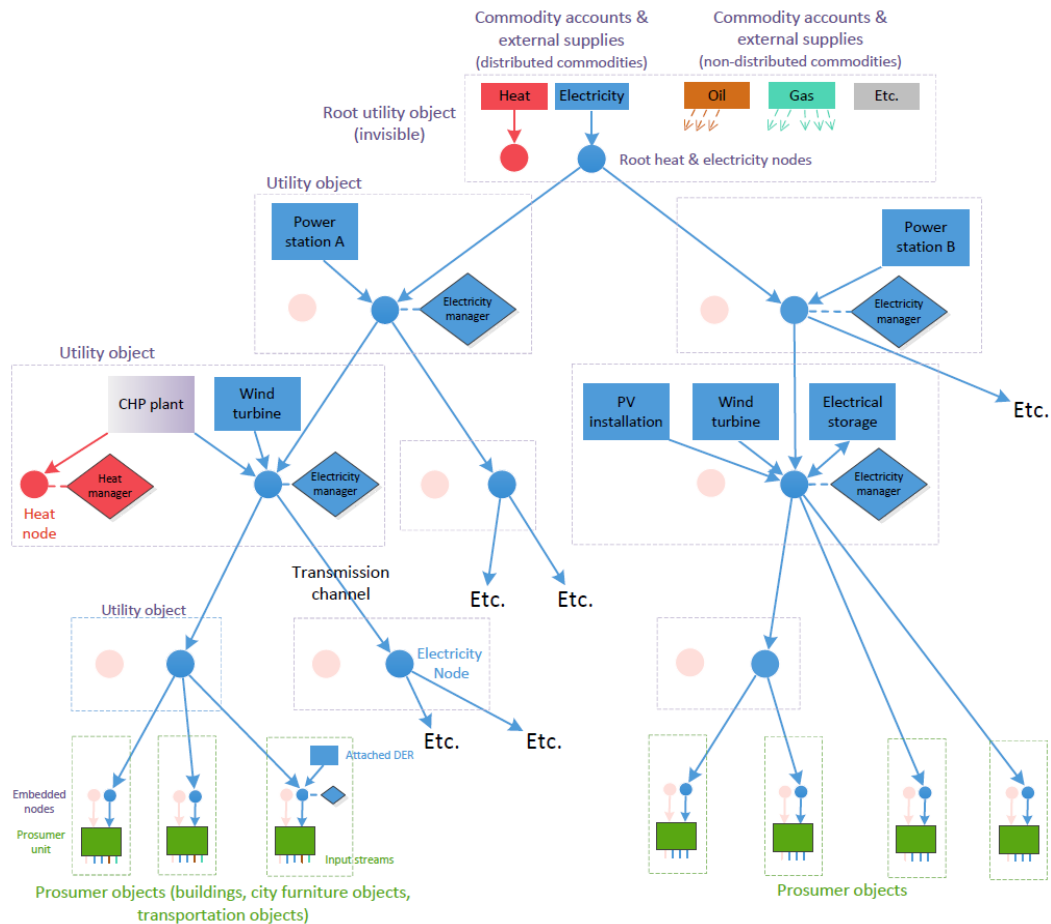 Commodity accounts &
external supplies
(distributed commodities)
Commodity accounts &
external supplies
(non-distributed commodities)
Root utility object
(invisible)
Heat
Electricity
Oil
Gas
Etc.
Root heat & electricity nodes
Utility object
Power
station A
Electricity
manager
Power
station B
Electricity
manager
Utility object
CHP plant
Wind
turbine
Heat
manager
Electricity
manager
Heat
node
PV
installation
Wind
turbine
Electrical
storage
Electricity
manager
Etc.
Transmission
channel
Etc.
Etc.
Utility object
Electricity
Node
Etc.
Etc.
Attached DER
Embedded
nodes
Prosumer
unit
Input streams
Prosumer objects (buildings, city furniture objects,
transportation objects)
Prosumer objects